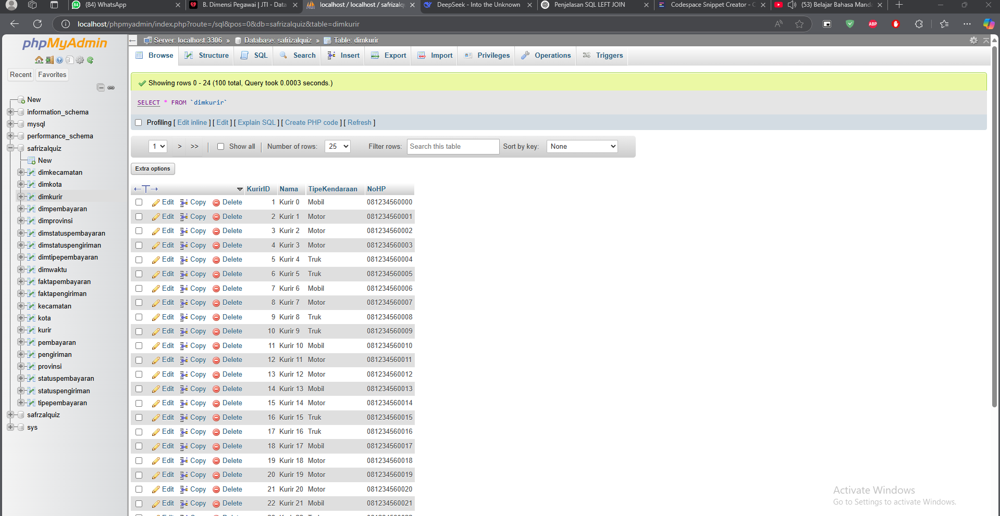 (84) WhatsApp
B. Dimensi Pegawai | JTI - Data
localhost / localhost / safrizalq
DeepSeek - Into the Unknown
Penjelasan SQL LEFT JOIN
Codespace Snippet Creator - C
(53) Belajar Bahasa Manda
localhost/phpmyadmin/index.php?route=/sql&pos=0&db=safrizalquiz&table=dimkurir
phpMyAdmin
Recent Favorites
New
information_schema
mysql
performance_schema
safrizalquiz
New
dimkecamatan
dimkota
dimkurir
dimpembayaran
dimprovinsi
dimstatuspembayaran
dimstatuspengiriman
dimtipepembayaran
dimwaktu
faktapembayaran
faktapengiriman
kecamatan
kota
kurir
pembayaran
pengiriman
provinsi
statuspembayaran
statuspengiriman
tipepembayaran
safrzalquiz
sys
Server: localhost:3306 » Database: safrizalquiz » Table: dimkurir
Browse Structure SQL Search Insert Export Import Privileges Operations Triggers
Showing rows 0 - 24 (100 total, Query took 0.0003 seconds.)
SELECT * FROM `dimkurir`
Profiling [ Edit inline ] [ Edit ] [ Explain SQL ] [ Create PHP code ] [ Refresh ]
1 > >> Show all Number of rows: 25 Filter rows: Search this table Sort by key: None
Extra options
KurirID Nama TipeKendaraan NoHP
Edit Copy Delete 1 Kurir 0 Mobil 081234560000
Edit Copy Delete 2 Kurir 1 Motor 081234560001
Edit Copy Delete 3 Kurir 2 Motor 081234560002
Edit Copy Delete 4 Kurir 3 Motor 081234560003
Edit Copy Delete 5 Kurir 4 Truk 081234560004
Edit Copy Delete 6 Kurir 5 Truk 081234560005
Edit Copy Delete 7 Kurir 6 Mobil 081234560006
Edit Copy Delete 8 Kurir 7 Motor 081234560007
Edit Copy Delete 9 Kurir 8 Truk 081234560008
Edit Copy Delete 10 Kurir 9 Truk 081234560009
Edit Copy Delete 11 Kurir 10 Mobil 081234560010
Edit Copy Delete 12 Kurir 11 Motor 081234560011
Edit Copy Delete 13 Kurir 12 Motor 081234560012
Edit Copy Delete 14 Kurir 13 Mobil 081234560013
Edit Copy Delete 15 Kurir 14 Motor 081234560014
Edit Copy Delete 16 Kurir 15 Truk 081234560015
Edit Copy Delete 17 Kurir 16 Truk 081234560016
Edit Copy Delete 18 Kurir 17 Mobil 081234560017
Edit Copy Delete 19 Kurir 18 Motor 081234560018
Edit Copy Delete 20 Kurir 19 Motor 081234560019
Edit Copy Delete 21 Kurir 20 Motor 081234560020
Edit Copy Delete 22 Kurir 21 Mobil 081234560021
Activate Windows
Go to Settings to activate Windows.